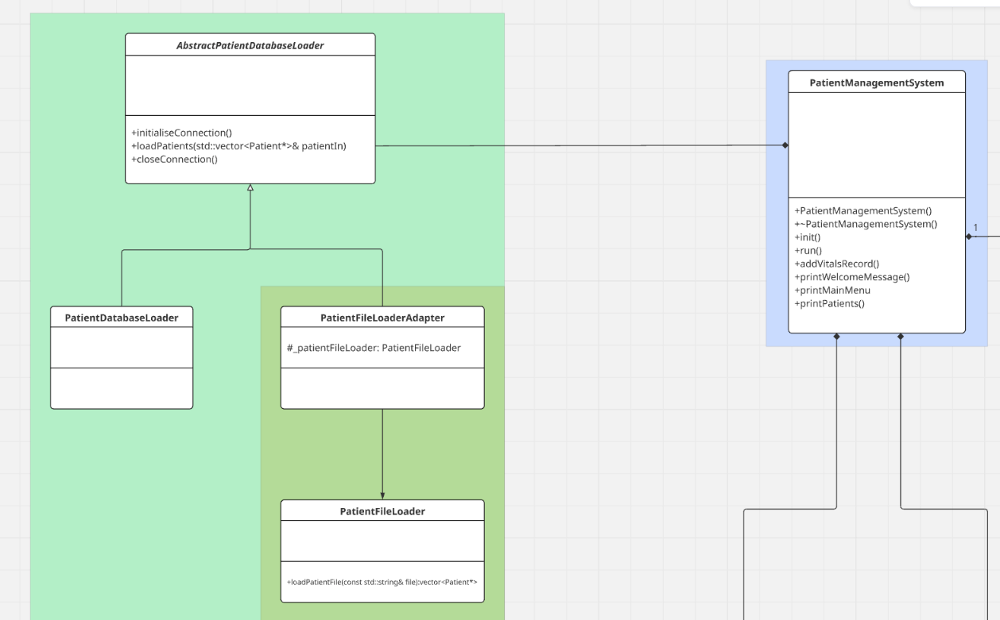 AbstractPatientDatabaseLoader
+initialiseConnection()
+loadPatients(std::vector<Patient*>& patientIn)
+closeConnection()
PatientManagementSystem
+PatientManagementSystem()
+~PatientManagementSystem()
+init()
+run()
+addVitalsRecord()
+printWelcomeMessage()
+printMainMenu
+printPatients()
1
PatientDatabaseLoader
PatientFileLoaderAdapter
#_patientFileLoader: PatientFileLoader
PatientFileLoader
+loadPatientFile(const std::string& file):vector<Patient*>